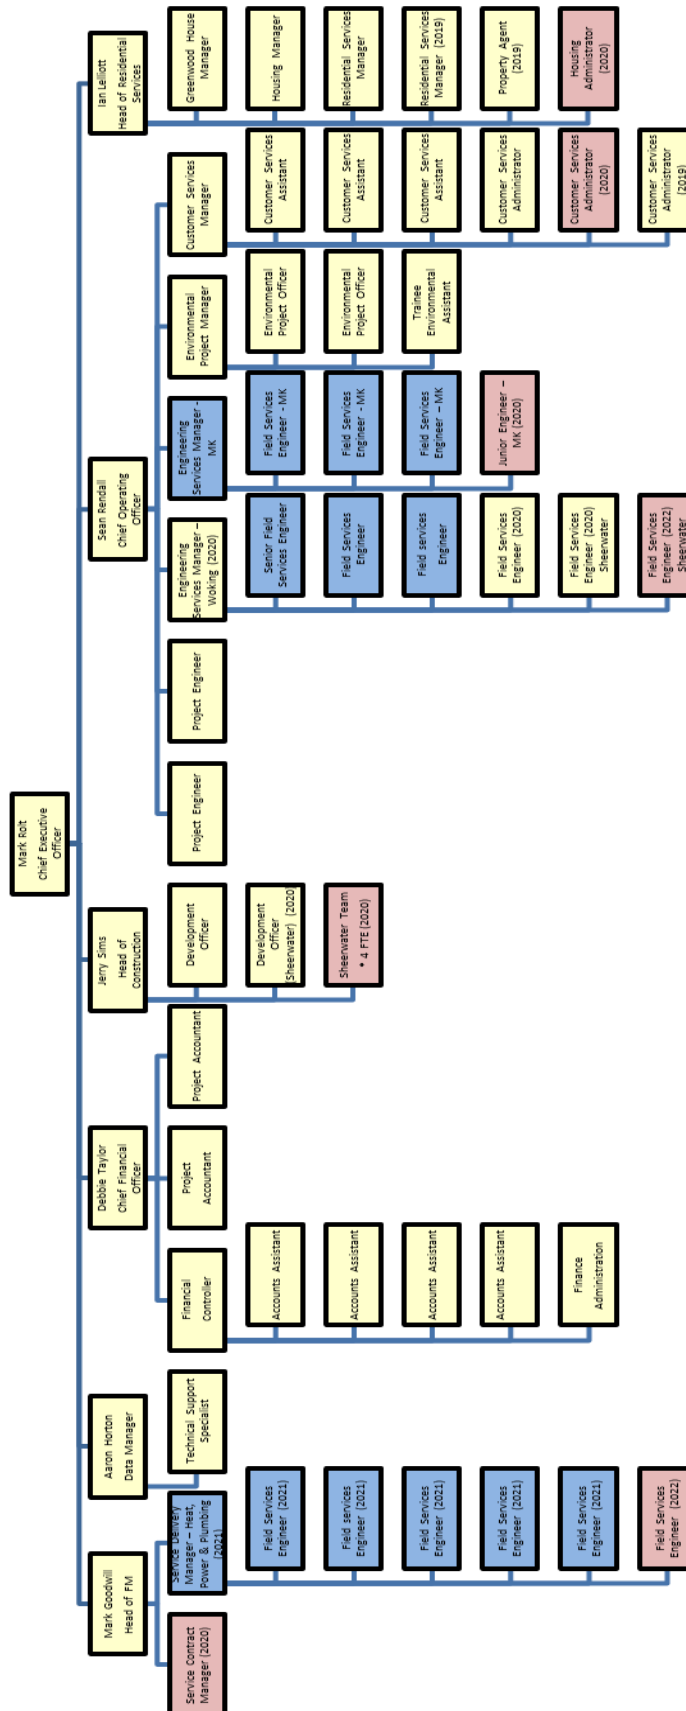 Mark Rolt
Chief Executive
Officer
Mark Goodwill
Head of FM
Aaron Horton
Data Manager
Debbie Taylor
Chief Financial
Officer
Jerry Sims
Head of
Construction
Sean Rendall
Chief Operating
Officer
Ian Lelliott
Head of Residential
Services
Service Contract
Manager (2020)
Service Delivery
Manager – Heat,
Power & Plumbing
(2021)
Field Services
Engineer (2021)
Field services
Engineer (2021)
Field Services
Engineer (2021)
Field Services
Engineer (2021)
Field Services
Engineer (2021)
Field Services
Engineer (2022)
Technical Support
Specialist
Financial
Controller
Accounts Assistant
Accounts Assistant
Accounts Assistant
Accounts Assistant
Finance
Administration
Project
Accountant
Project Accountant
Development
Officer
Development
Officer
(Sheerwater) (2020)
Sheerwater Team
* 4 FTE (2020)
Project Engineer
Project Engineer
Engineering
Services Manager –
Woking (2020)
Senior Field
Services Engineer
Field Services
Engineer
Field services
Engineer
Field Services
Engineer (2020)
Field Services
Engineer (2020)
Sheerwater
Field Services
Engineer (2022)
Sheerwater
Engineering
Services Manager -
MK
Field Services
Engineer - MK
Field Services
Engineer - MK
Field Services
Engineer – MK
Junior Engineer –
MK (2020)
Environmental
Project Manager
Environmental
Project Officer
Environmental
Project Officer
Trainee
Environmental
Assistant
Customer Services
Manager
Customer Services
Assistant
Customer Services
Assistant
Customer Services
Assistant
Customer Services
Administrator
Customer Services
Administrator
(2020)
Customer Services
Administrator
(2019)
Greenwood House
Manager
Housing Manager
Residential Services
Manager
Residential Services
Manager (2019)
Property Agent
(2019)
Housing
Administrator
(2020)